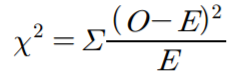 χ² = Σ (O−E)² / E